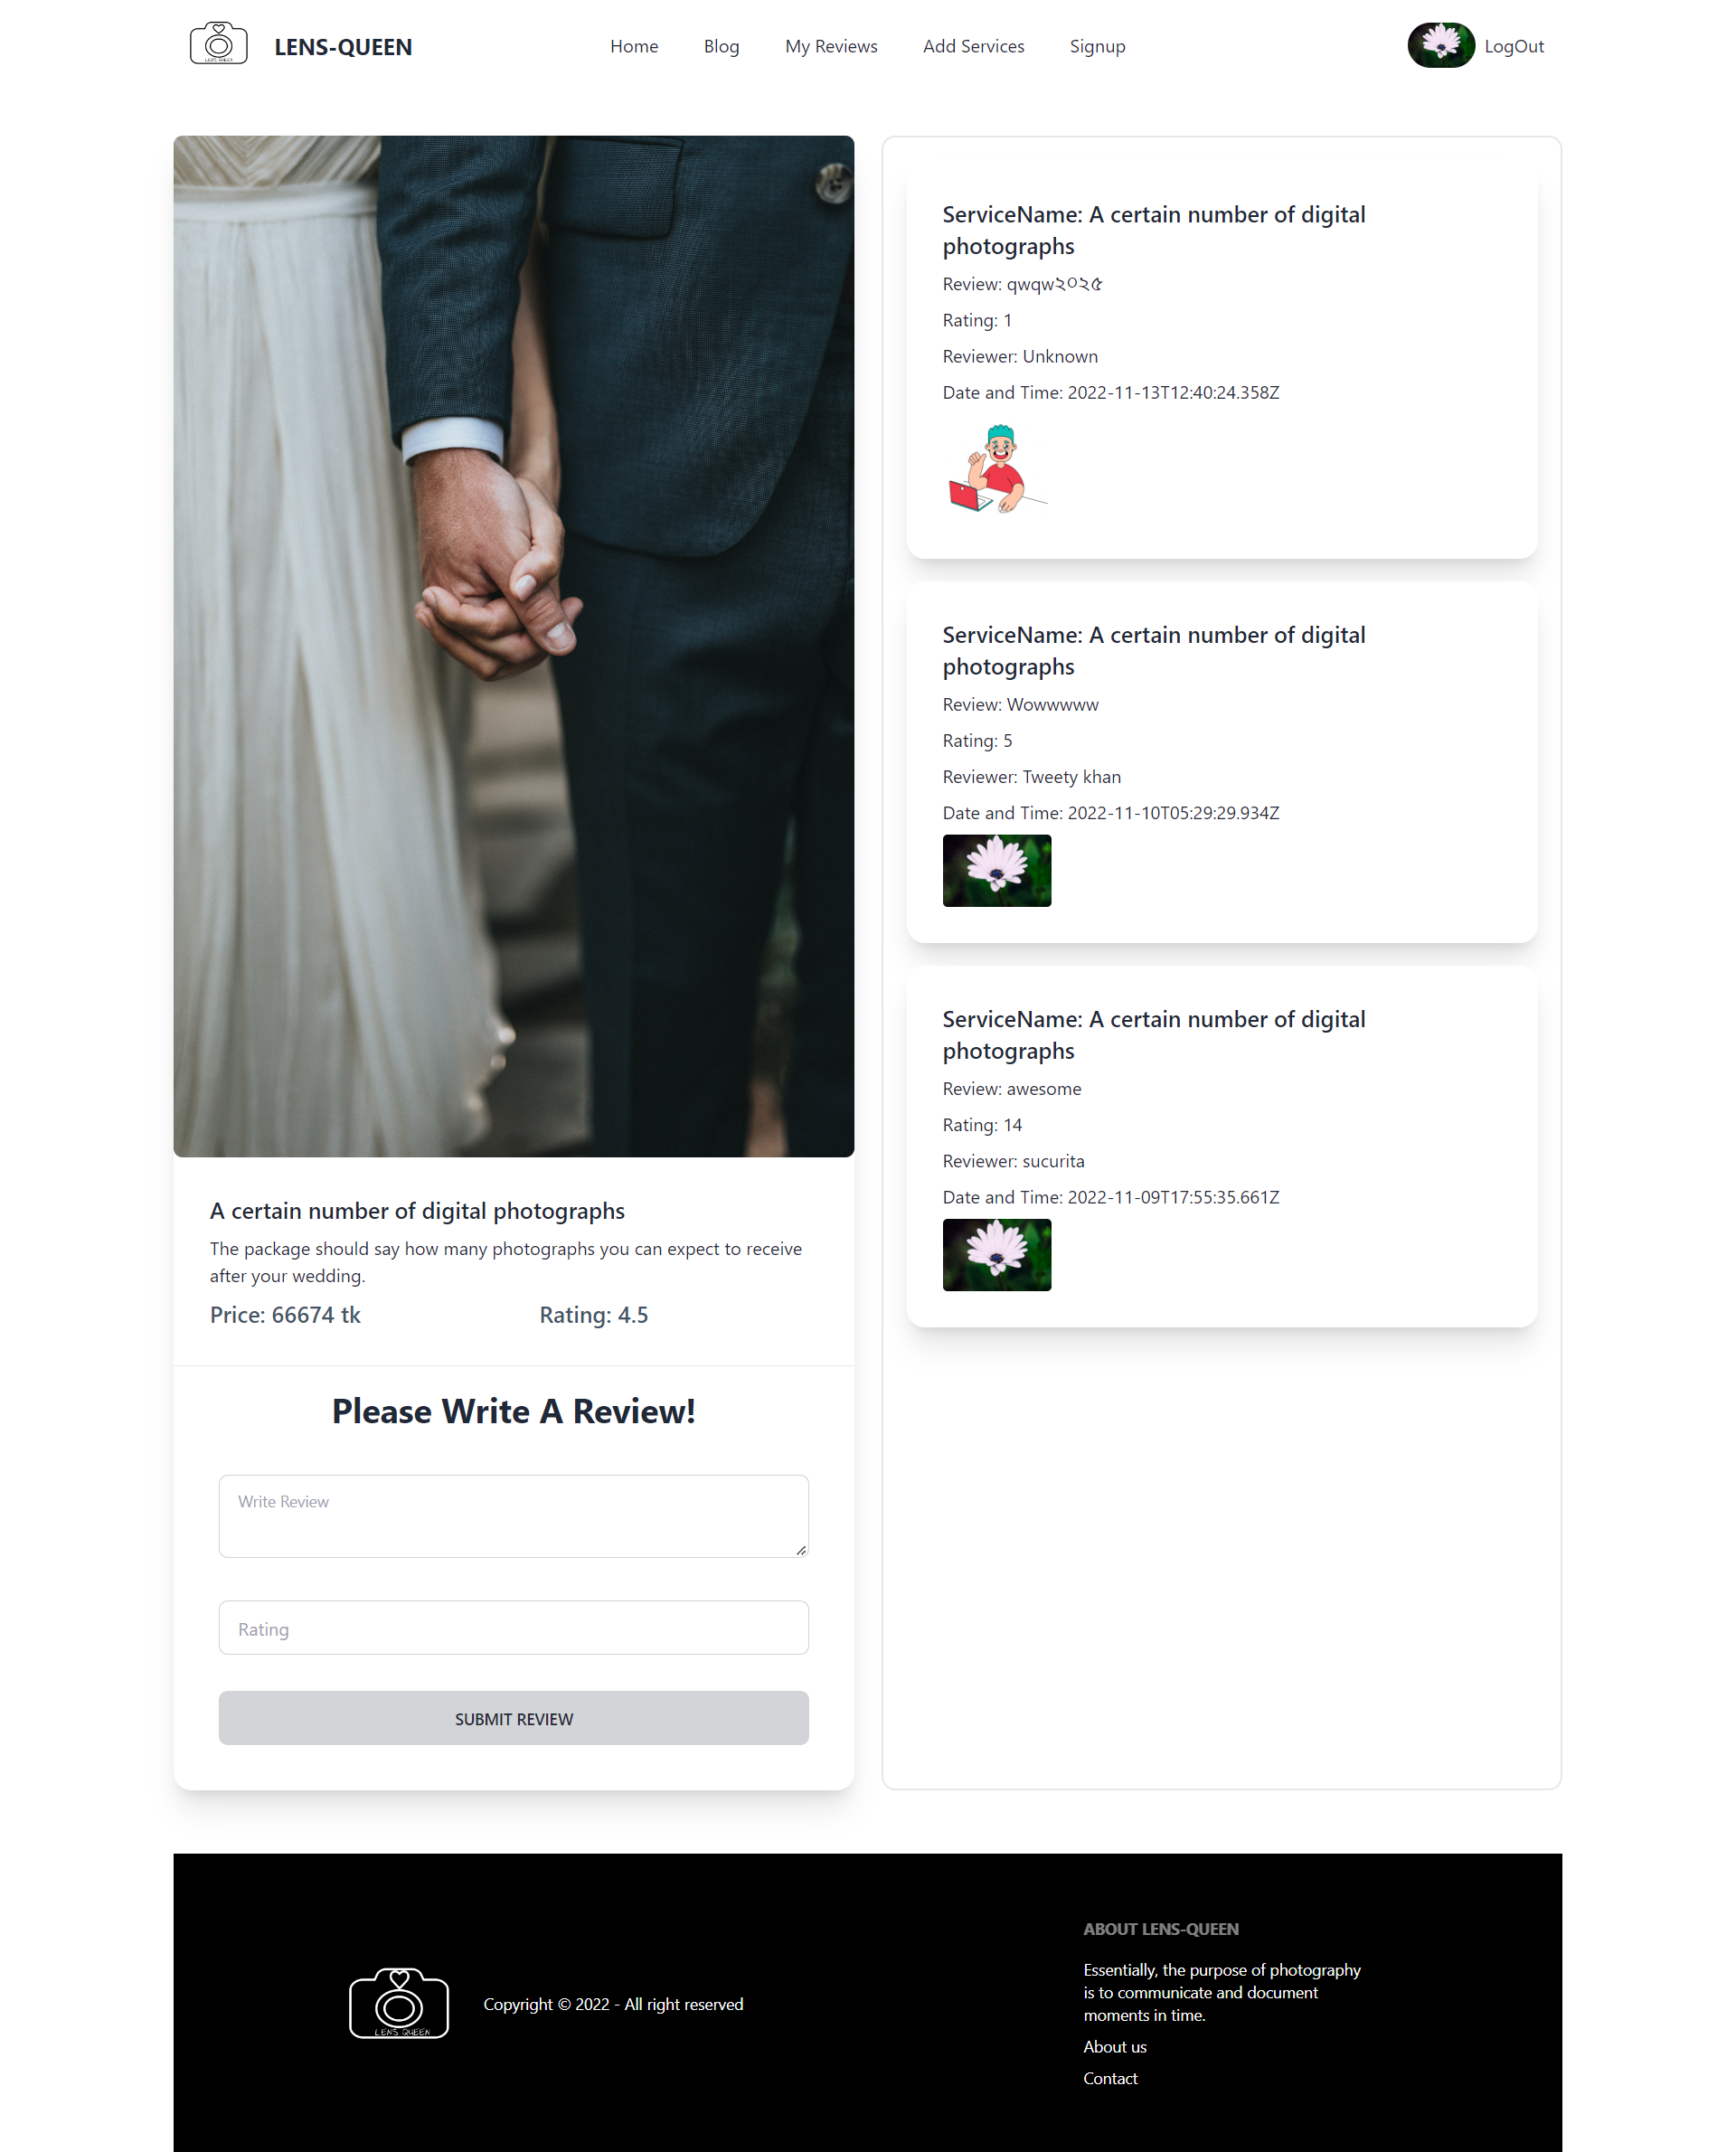 LENS QUEEN
LENS-QUEEN
Home
Blog
My Reviews
Add Services
Signup
LogOut
ServiceName: A certain number of digital
photographs
Review: qwqw২০২৫
Rating: 1
Reviewer: Unknown
Date and Time: 2022-11-13T12:40:24.358Z
ServiceName: A certain number of digital
photographs
Review: Wowwwww
Rating: 5
Reviewer: Tweety khan
Date and Time: 2022-11-10T05:29:29.934Z
ServiceName: A certain number of digital
photographs
Review: awesome
Rating: 14
Reviewer: sucurita
Date and Time: 2022-11-09T17:55:35.661Z
A certain number of digital photographs
The package should say how many photographs you can expect to receive
after your wedding.
Price: 66674 tk
Rating: 4.5
Please Write A Review!
Write Review
Rating
SUBMIT REVIEW
LENS QUEEN
Copyright © 2022 - All right reserved
ABOUT LENS-QUEEN
Essentially, the purpose of photography
is to communicate and document
moments in time.
About us
Contact